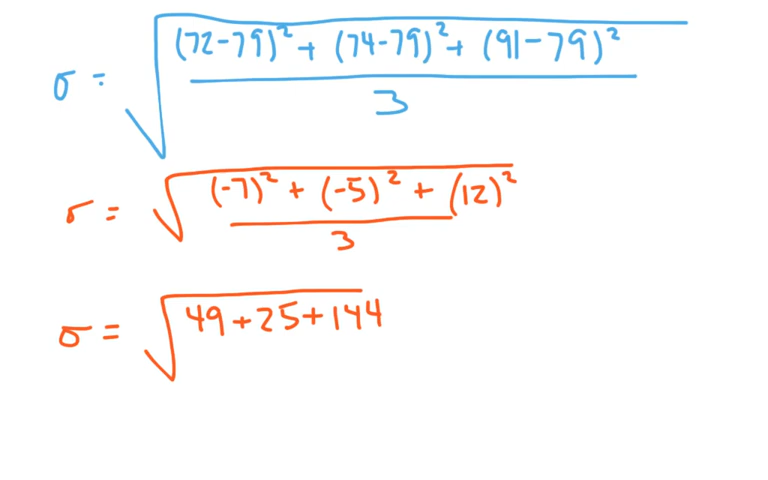 σ = √((72-79)² + (74-79)² + (91-79)²)/3
σ = √((-7)² + (-5)² + (12)²)/3
σ = √49+25+144